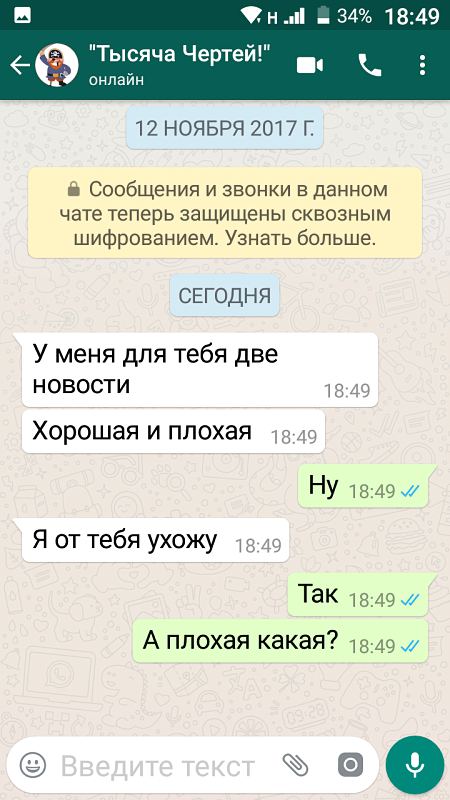 Н 34% 18:49
"Тысяча Чертей!"
онлайн
12 НОЯБРЯ 2017 Г.
Сообщения и звонки в данном
чате теперь защищены сквозным
шифрованием. Узнать больше.
СЕГОДНЯ
У меня для тебя две
новости 18:49
Хорошая и плохая 18:49
Ну 18:49
Я от тебя ухожу 18:49
Так 18:49
А плохая какая? 18:49
Введите текст